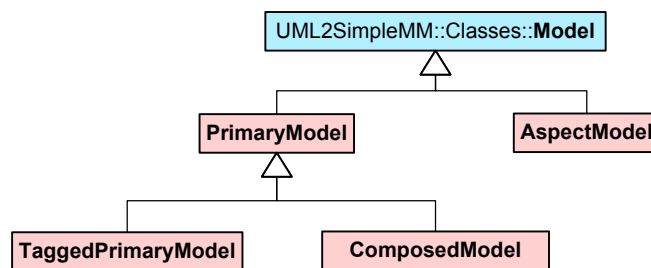 UML2SimpleMM::Classes::Model
PrimaryModel
AspectModel
TaggedPrimaryModel
ComposedModel